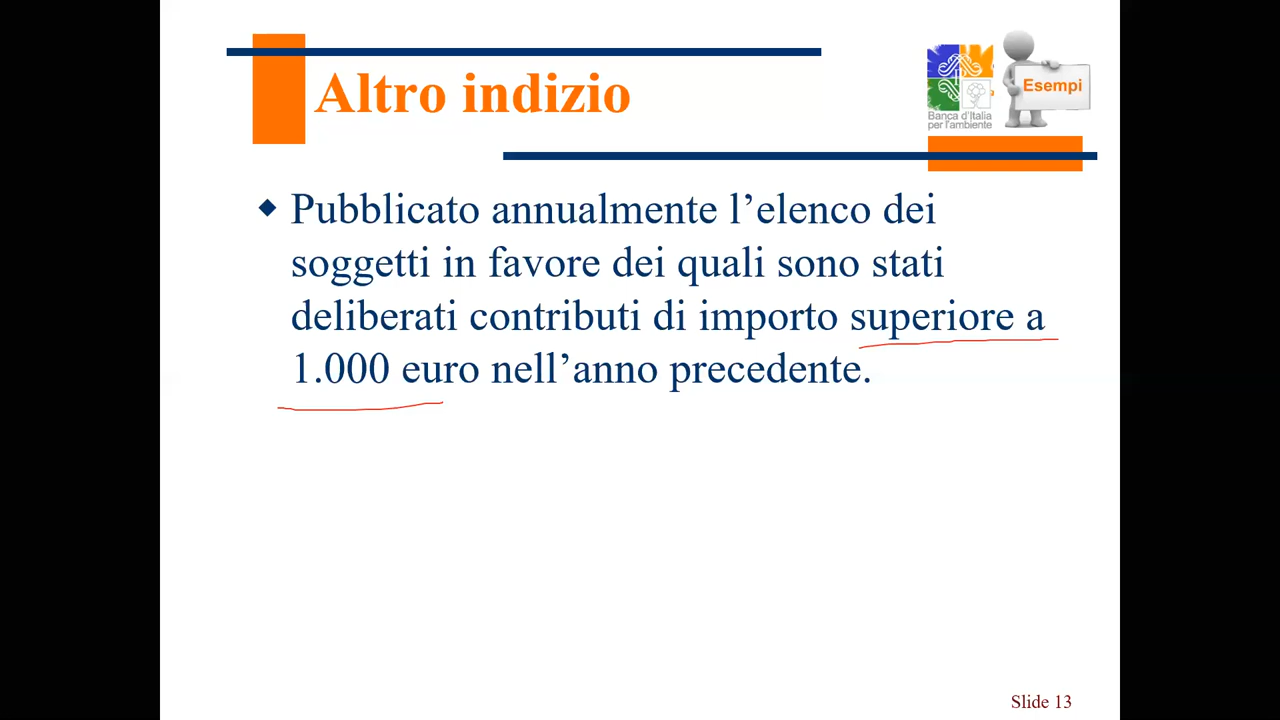 Altro indizio
Esempi
Banca d'Italia
per l'ambiente
Pubblicato annualmente l’elenco dei
soggetti in favore dei quali sono stati
deliberati contributi di importo superiore a
1.000 euro nell’anno precedente.
Slide 13